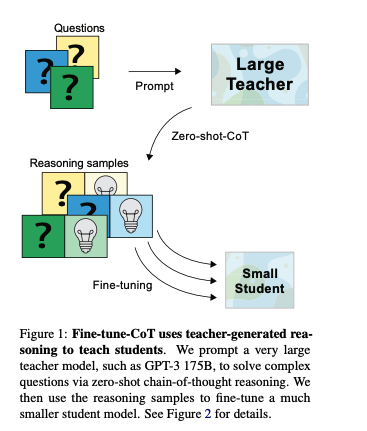 Questions
?
?
?
Prompt
Large
Teacher
Zero-shot-CoT
Reasoning samples
?
?
?
Fine-tuning
Small
Student
Figure 1: Fine-tune-CoT uses teacher-generated rea-
soning to teach students. We prompt a very large
teacher model, such as GPT-3 175B, to solve complex
questions via zero-shot chain-of-thought reasoning. We
then use the reasoning samples to fine-tune a much
smaller student model. See Figure 2 for details.